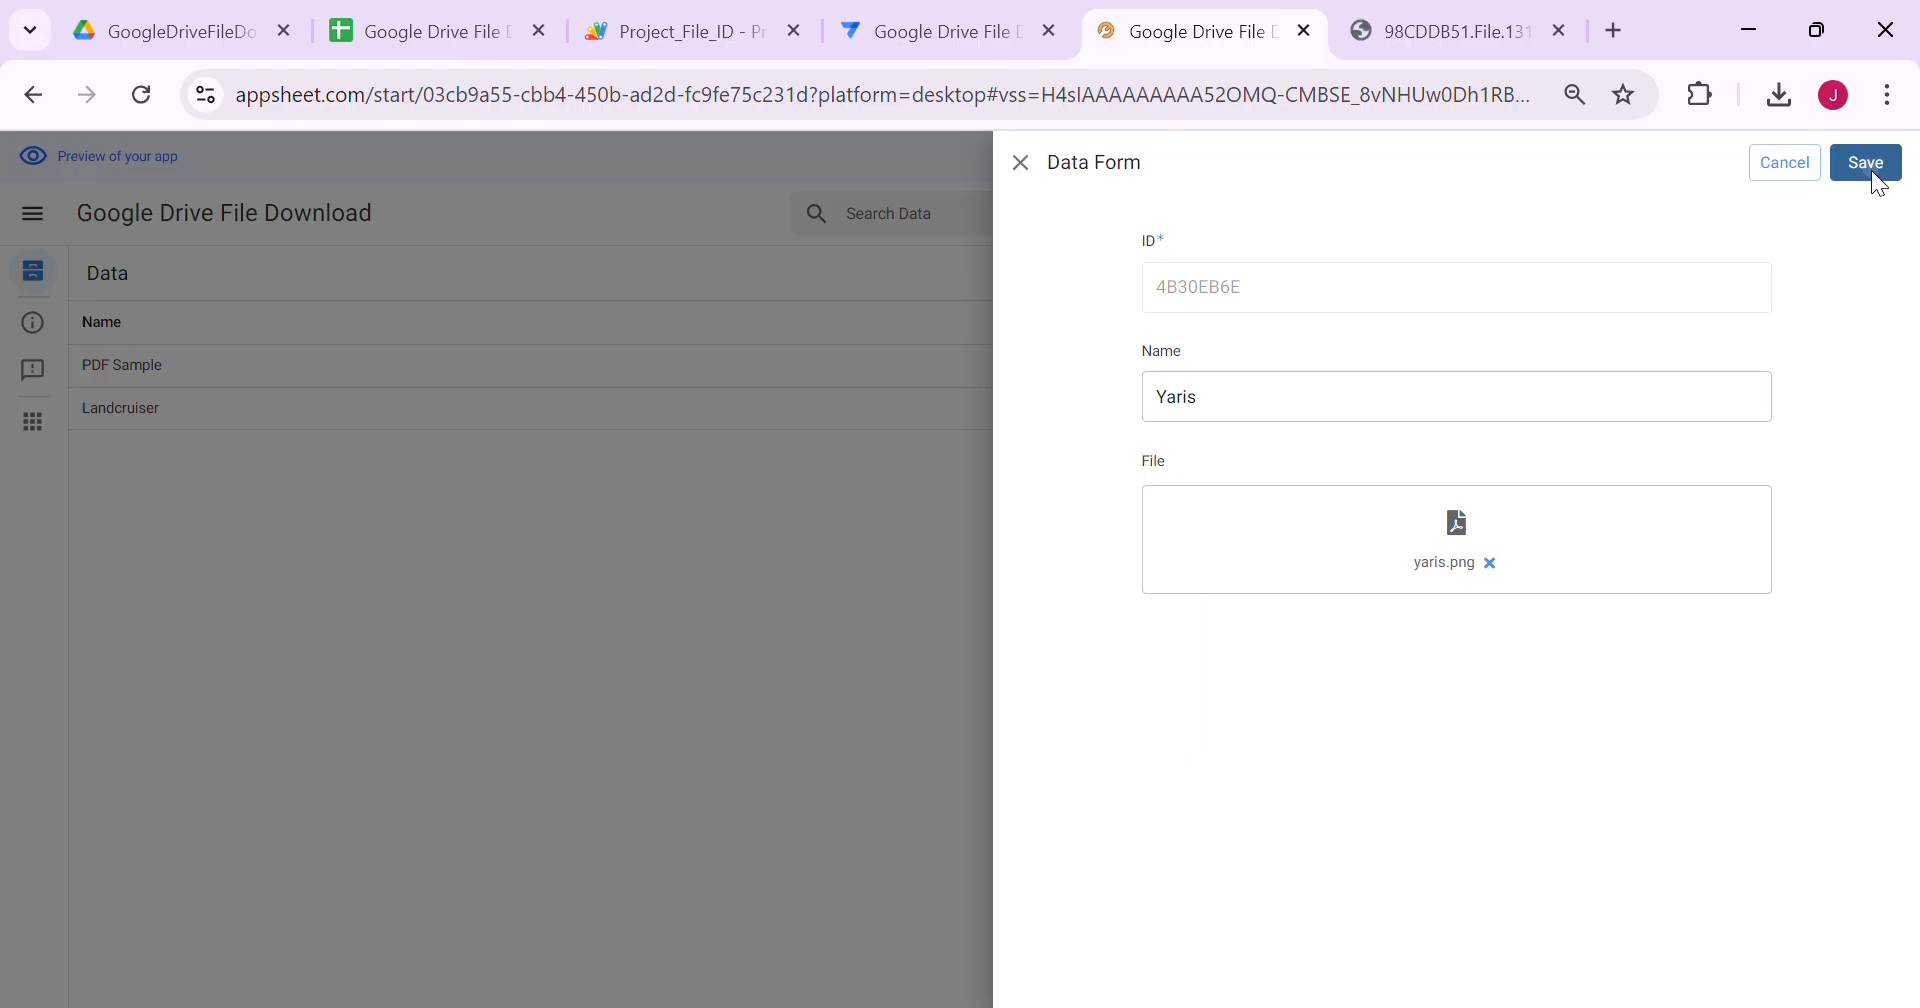 GoogleDriveFileDo
Google Drive File D
Project_File_ID - Pr
Google Drive File D
Google Drive File D
98CDDB51.File.131
appsheet.com/start/03cb9a55-cbb4-450b-ad2d-fc9fe75c231d?platform=desktop#vss=H4sIAAAAAAAAA52OMQ-CMBSE_8vNHUw0Dh1RB...
J
Preview of your app
Google Drive File Download
Search Data
Data
Name
PDF Sample
Landcruiser
Data Form
Cancel
Save
ID*
4B30EB6E
Name
Yaris
File
yaris.png